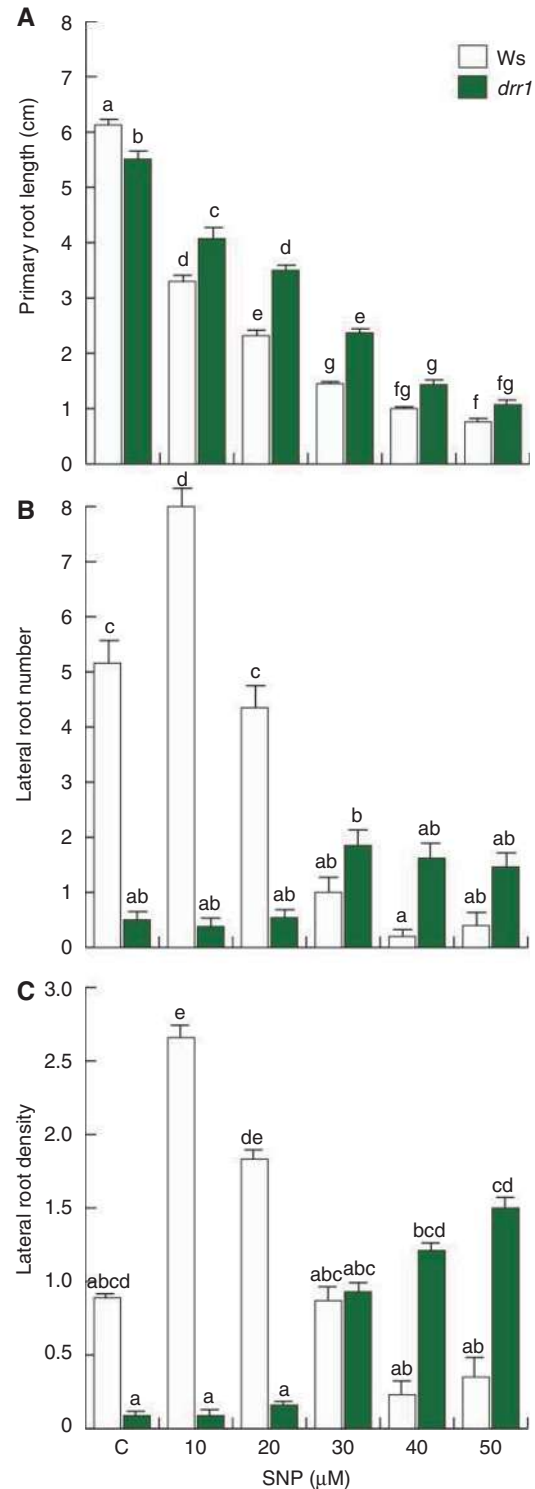 A
Ws
drr1
Primary root length (cm)
8
7
6
5
4
3
2
1
0
a
b
d
c
e
d
g
e
fg
g
f
fg
B
Lateral root number
8
7
6
5
4
3
2
1
0
c
ab
d
ab
c
ab
ab
b
a
ab
ab
ab
C
Lateral root density
3.0
2.5
2.0
1.5
1.0
0.5
0
abcd
a
e
a
de
a
abc
abc
ab
bcd
ab
cd
C 10 20 30 40 50
SNP (μM)